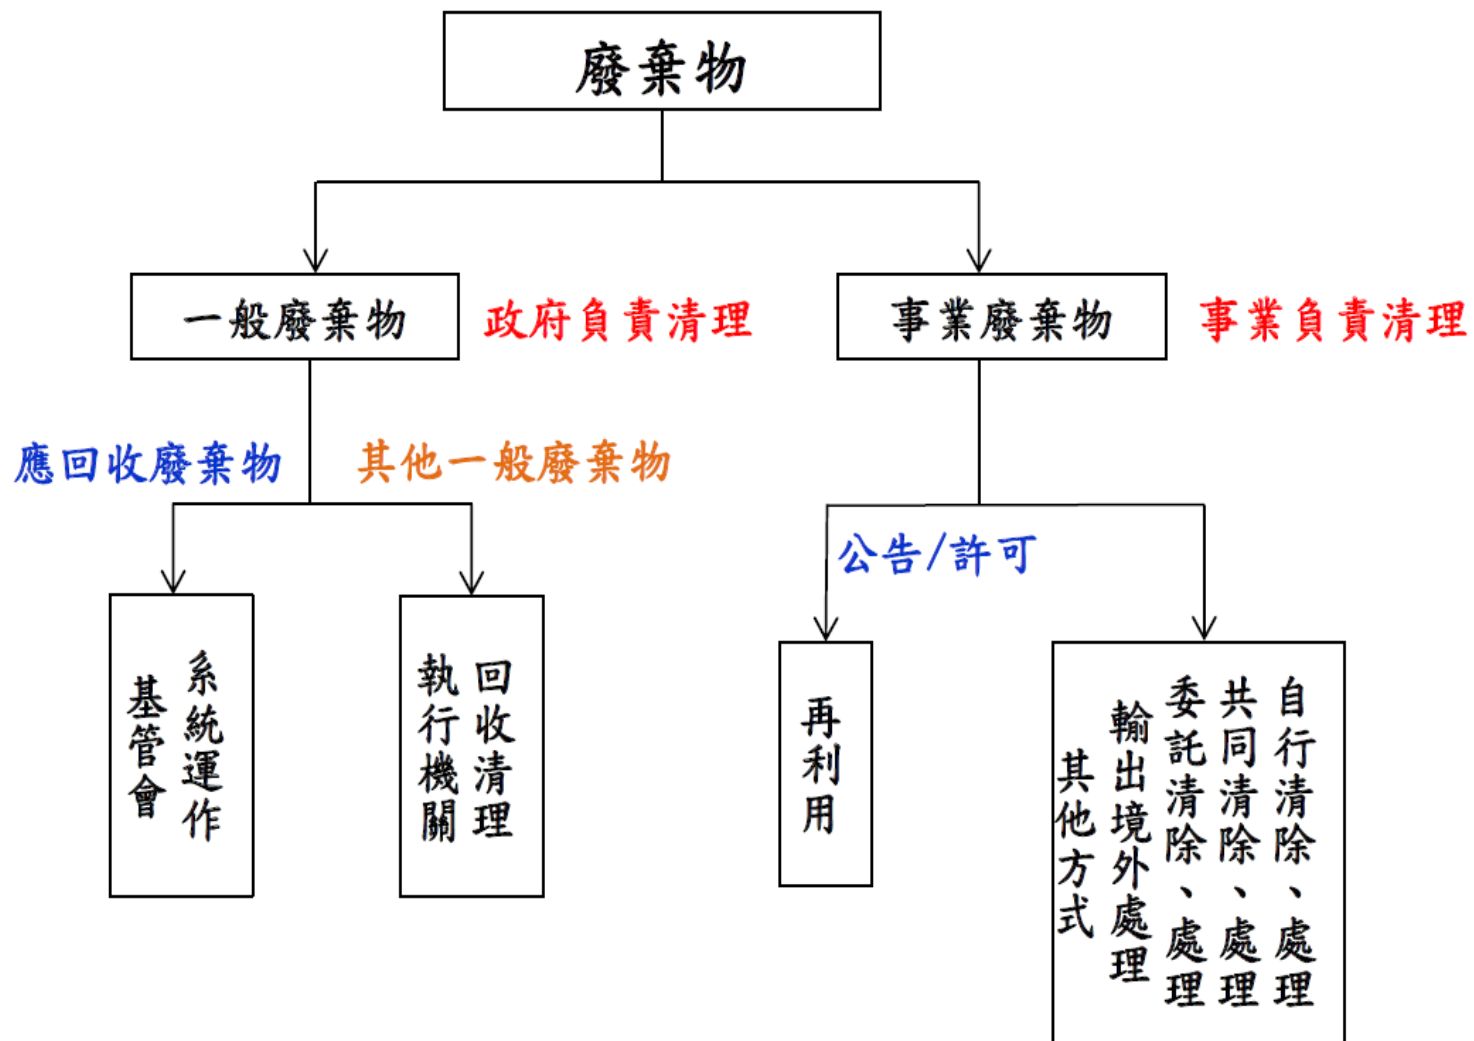 廢棄物
一般廢棄物
政府負責清理
事業廢棄物
事業負責清理
應回收廢棄物
其他一般廢棄物
公告/許可
系統運作
基管會
回收清理
執行機關
再利用
自行清除、處理
共同清除、處理
委託清除、處理
輸出境外處理
其他方式